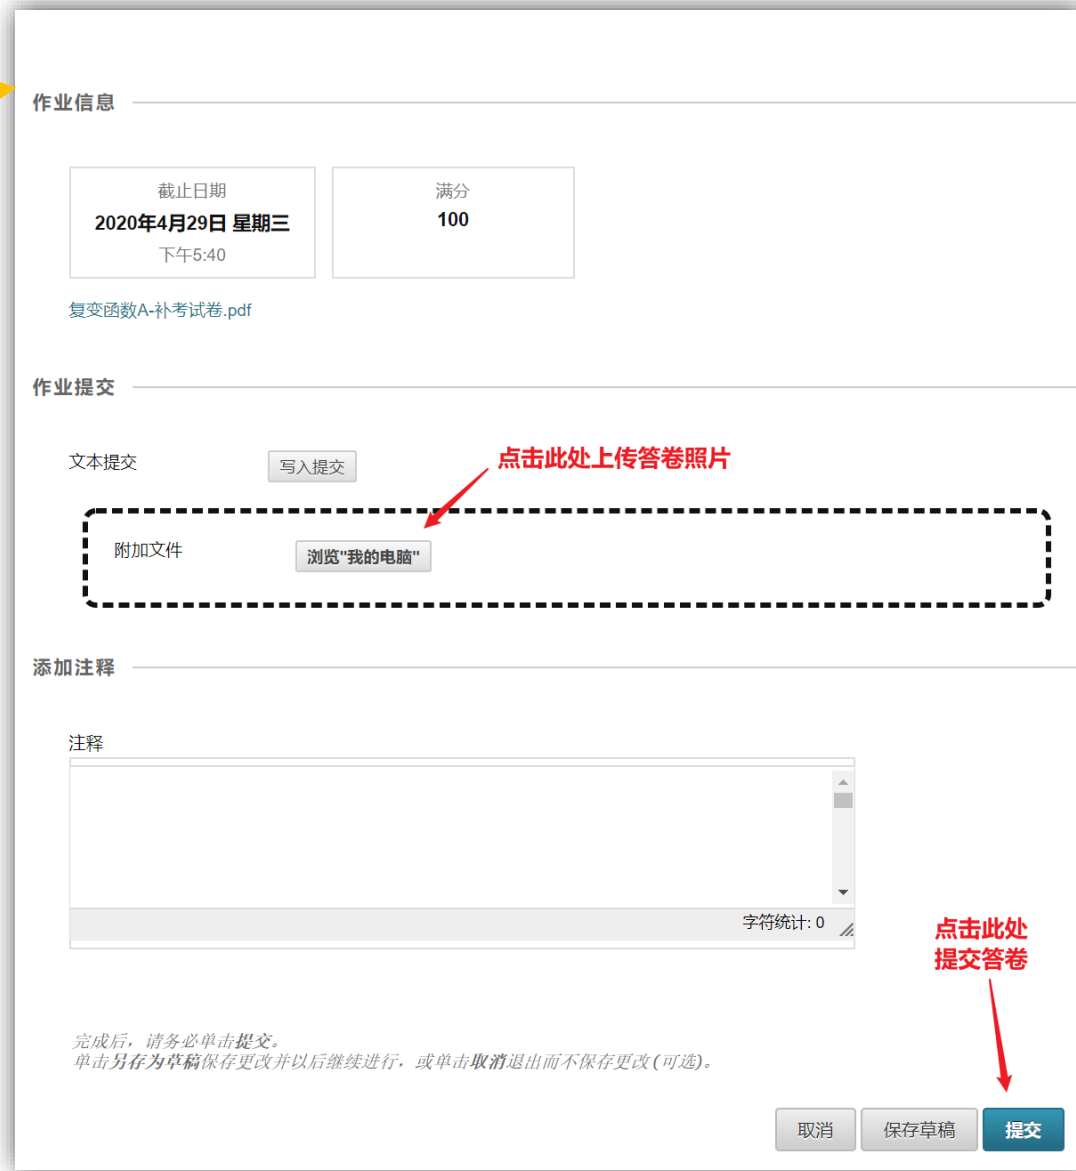 作业信息
截止日期
2020年4月29日 星期三
下午5:40
满分
100
复变函数A-补考试卷.pdf
作业提交
文本提交
写入提交
点击此处上传答卷照片
附加文件
浏览"我的电脑"
添加注释
注释
字符统计: 0
点击此处
提交答卷
完成后，请务必单击提交。
单击另存为草稿保存更改并以后继续进行，或单击取消退出而不保存更改(可选)。
取消
保存草稿
提交